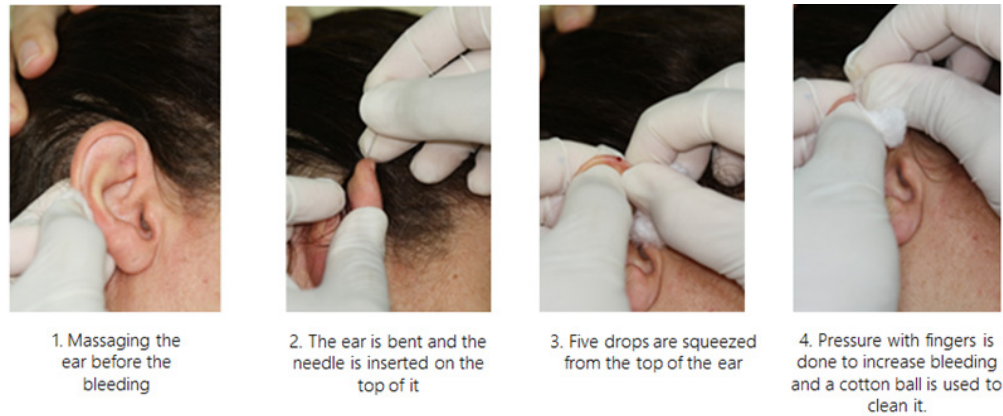 1. Massaging the
ear before the
bleeding
2. The ear is bent and the
needle is inserted on the
top of it
3. Five drops are squeezed
from the top of the ear
4. Pressure with fingers is
done to increase bleeding
and a cotton ball is used to
clean it.